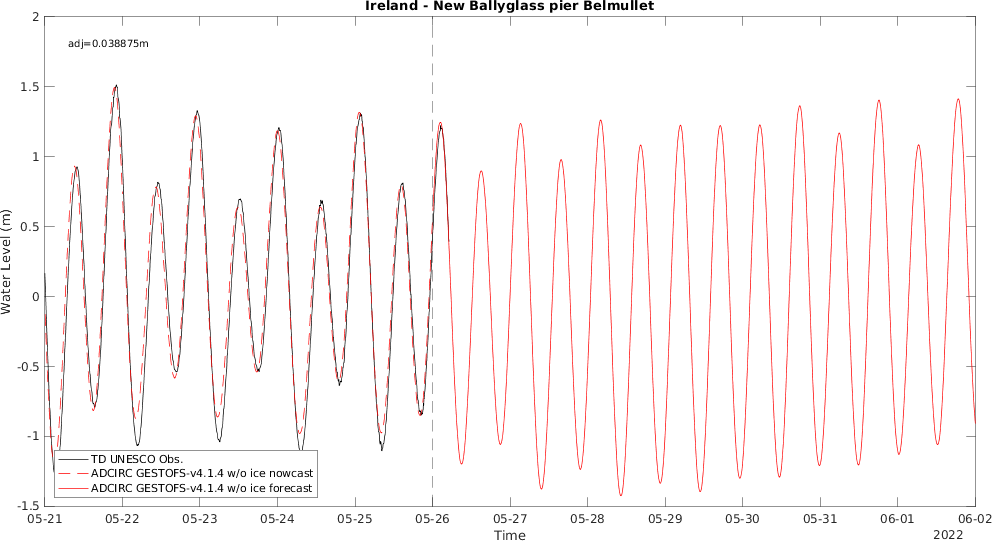 Ireland - New Ballyglass pier Belmullet
adj=0.038875m
2
1.5
1
0.5
0
-0.5
-1
-1.5
Water Level (m)
TD UNESCO Obs.
ADCIRC GESTOFS-v4.1.4 w/o ice nowcast
ADCIRC GESTOFS-v4.1.4 w/o ice forecast
05-21 05-22 05-23 05-24 05-25 05-26 05-27 05-28 05-29 05-30 05-31 06-01 06-02
Time
2022